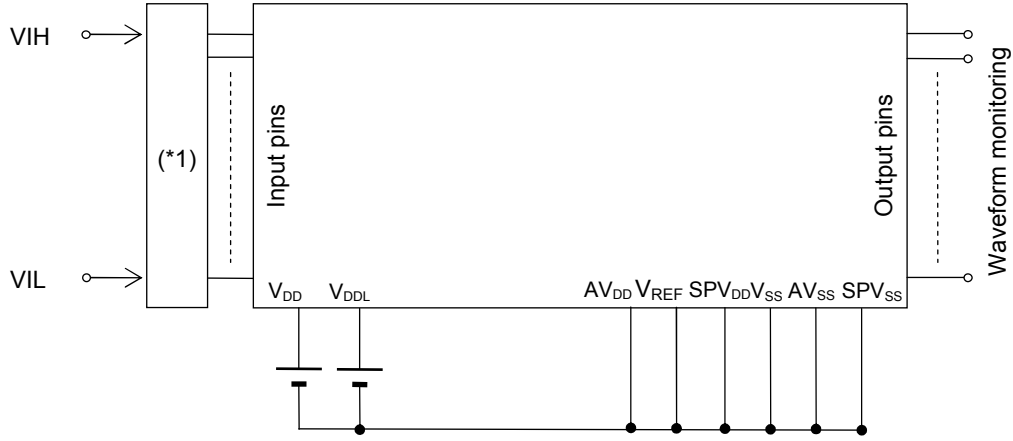 VIH
(*1)
VIL
Input pins
Output pins
Waveform monitoring
VDD VDDL AVDD VREF SPVDD VSS AVSS SPVSS